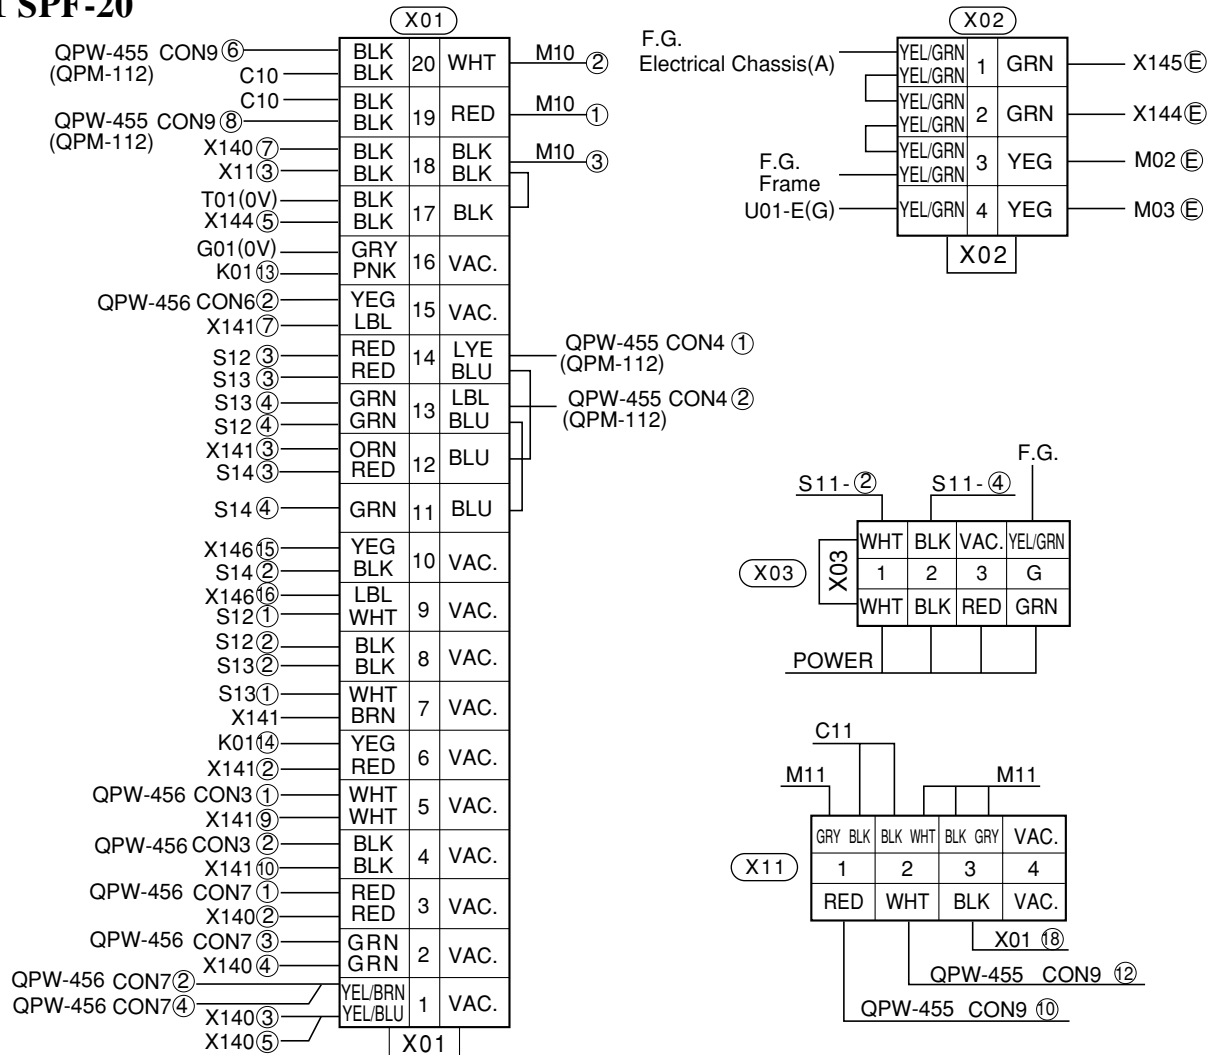 SPF-20
X01
QPW-455 CON9 ⑥ BLK 20 WHT M10 ②
(QPM-112) C10 BLK
C10 BLK 19 RED M10 ①
QPW-455 CON9 ⑧ BLK
(QPM-112)
X140 ⑦ BLK 18 BLK M10 ③
X11 ③ BLK BLK
T01(0V) BLK 17 BLK
X144 ⑤ BLK
G01(0V) GRY 16 VAC.
K01 ⑬ PNK
QPW-456 CON6 ② YEG 15 VAC.
X141 ⑦ LBL
S12 ③ RED 14 LYE QPW-455 CON4 ①
S13 ③ RED BLU (QPM-112)
S13 ④ GRN 13 LBL QPW-455 CON4 ②
S12 ④ GRN BLU (QPM-112)
X141 ③ ORN 12 BLU
S14 ③ RED
S14 ④ GRN 11 BLU
X146 ⑮ YEG 10 VAC.
S14 ② BLK
X146 ⑯ LBL 9 VAC.
S12 ① WHT
S12 ② BLK 8 VAC.
S13 ② BLK
S13 ① WHT 7 VAC.
X141 BRN
K01 ⑭ YEG 6 VAC.
X141 ② RED
QPW-456 CON3 ① WHT 5 VAC.
X141 ⑨ WHT
QPW-456 CON3 ② BLK 4 VAC.
X141 ⑩ BLK
QPW-456 CON7 ① RED 3 VAC.
X140 ② RED
QPW-456 CON7 ③ GRN 2 VAC.
X140 ④ GRN
QPW-456 CON7 ② YEL/BRN 1 VAC.
QPW-456 CON7 ④ YEL/BLU
X140 ③
X140 ⑤
X01
X02
F.G.
Electrical Chassis(A) YEL/GRN 1 GRN X145 Ⓔ
YEL/GRN
YEL/GRN 2 GRN X144 Ⓔ
YEL/GRN
F.G. YEL/GRN 3 YEG M02 Ⓔ
Frame YEL/GRN
U01-E(G) YEL/GRN 4 YEG M03 Ⓔ
X02
F.G.
S11-② S11-④
WHT BLK VAC. YEL/GRN
X03 X03 1 2 3 G
WHT BLK RED GRN
POWER
C11
M11 M11
GRY BLK BLK WHT BLK GRY VAC.
X11 1 2 3 4
RED WHT BLK VAC.
X01 ⑱
QPW-455 CON9 ⑫
QPW-455 CON9 ⑩